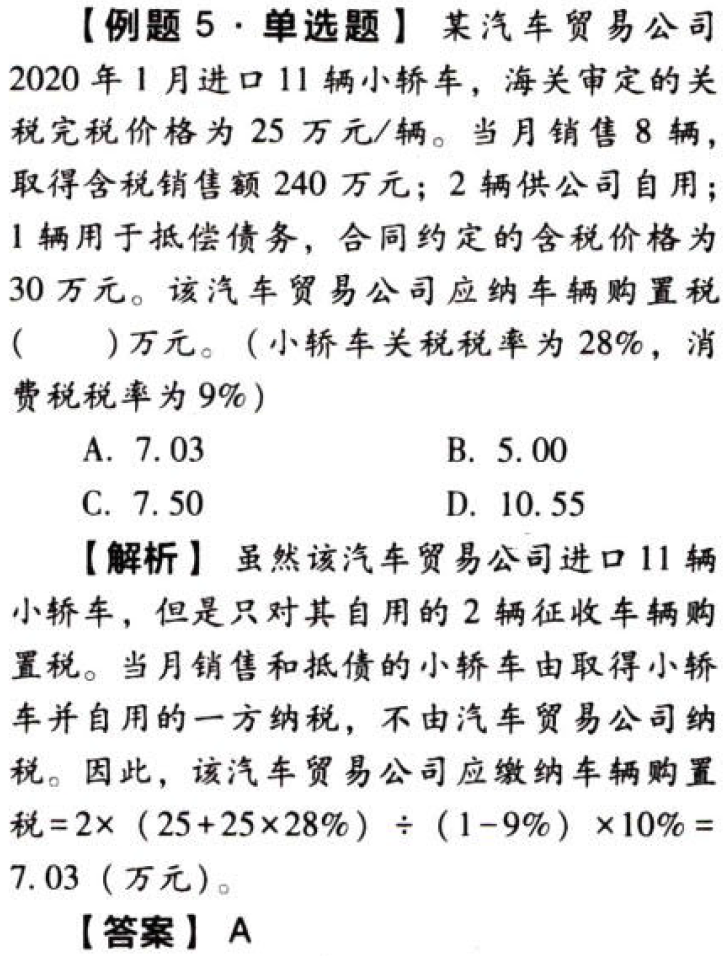 【例题 5·单选题】 某汽车贸易公司
2020 年 1 月进口 11 辆小轿车，海关审定的关
税完税价格为 25 万元/辆。当月销售 8 辆，
取得含税销售额 240 万元；2 辆供公司自用；
1 辆用于抵偿债务，合同约定的含税价格为
30 万元。该汽车贸易公司应纳车辆购置税
(　　)万元。(小轿车关税税率为 28%，消
费税税率为 9%)
A. 7.03　　B. 5.00
C. 7.50　　D. 10.55
【解析】 虽然该汽车贸易公司进口 11 辆
小轿车，但是只对其自用的 2 辆征收车辆购
置税。当月销售和抵债的小轿车由取得小轿
车并自用的一方纳税，不由汽车贸易公司纳
税。因此，该汽车贸易公司应缴纳车辆购置
税=2×（25+25×28%）÷（1-9%）×10%=
7.03（万元）。
【答案】 A